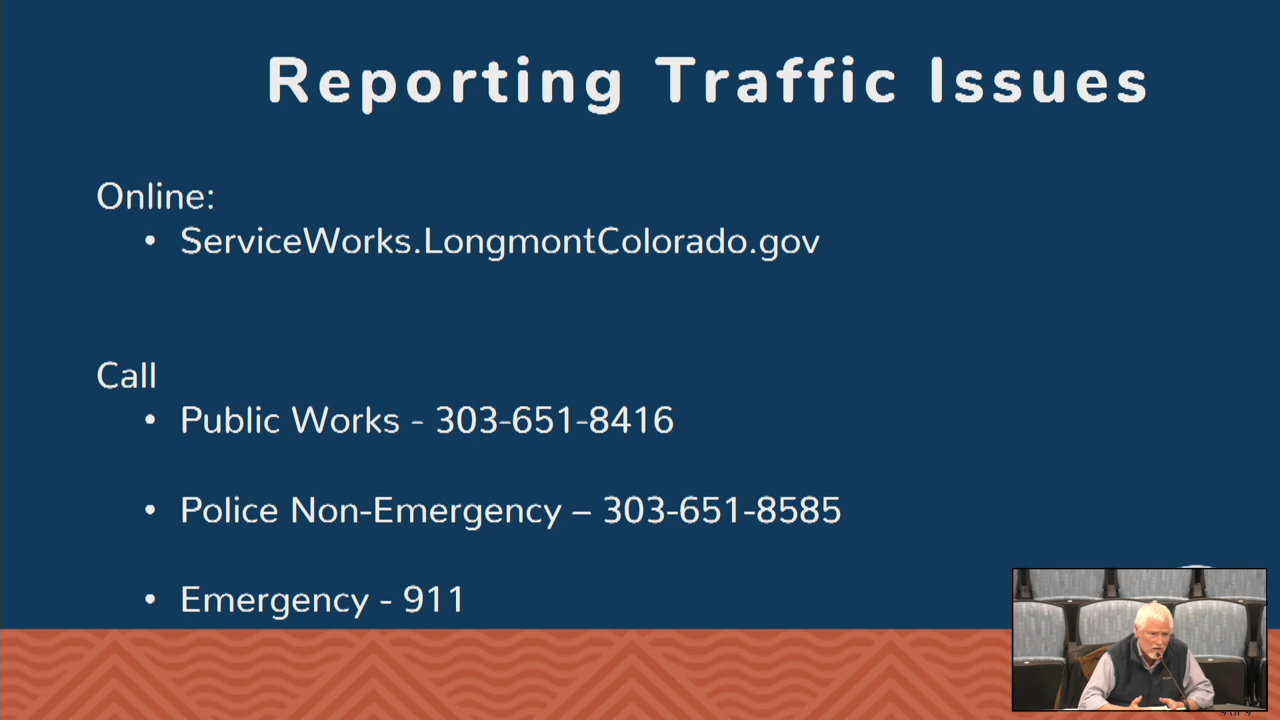 Reporting Traffic Issues
Online:
• ServiceWorks.LongmontColorado.gov
Call
• Public Works - 303-651-8416
• Police Non-Emergency – 303-651-8585
• Emergency - 911